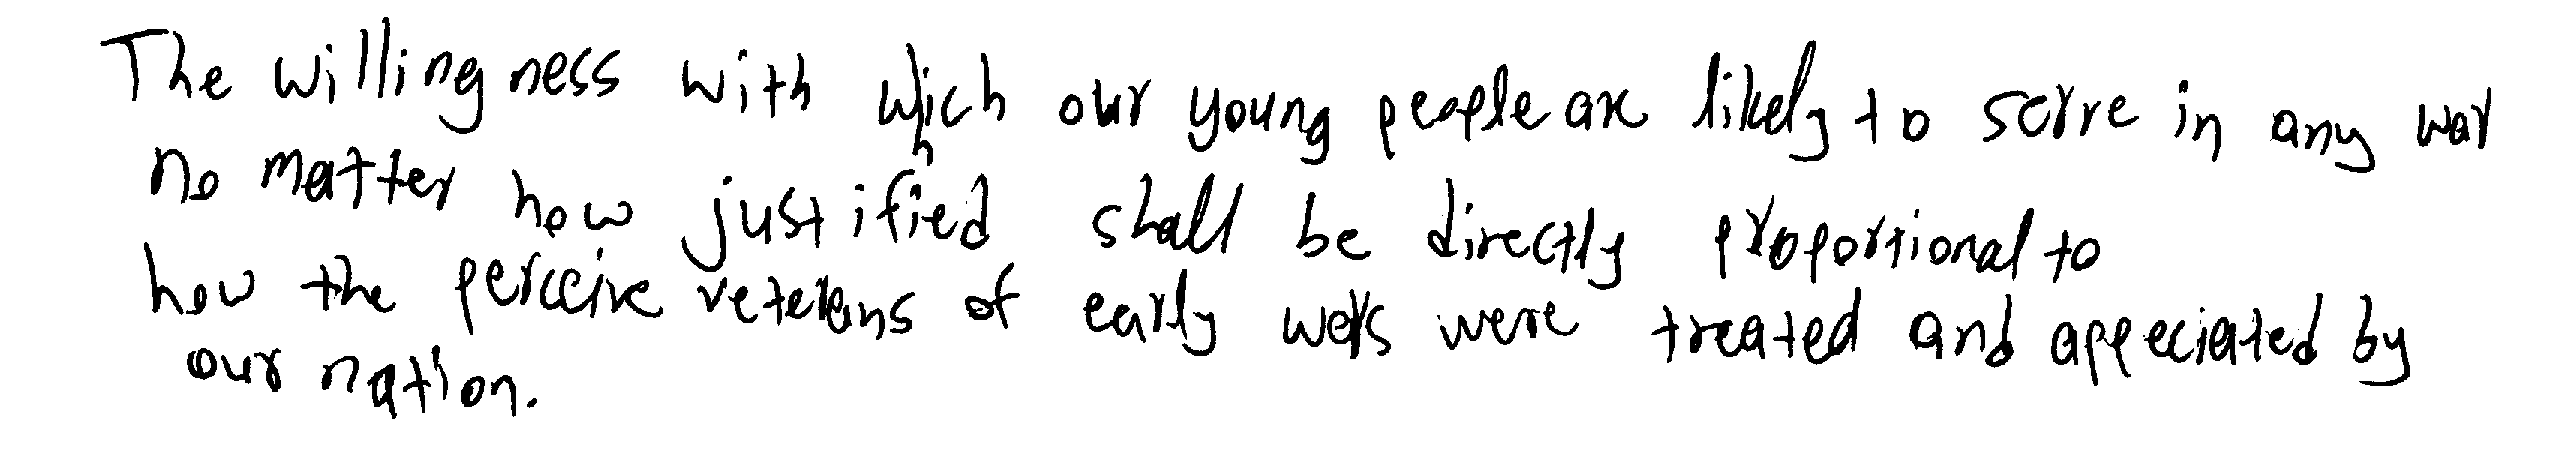 The willingness with which our young people are likely to serve in any war
no matter how justified shall be directly proportional to
how the perceive veterans of early wars were treated and appeciated by
our nation.